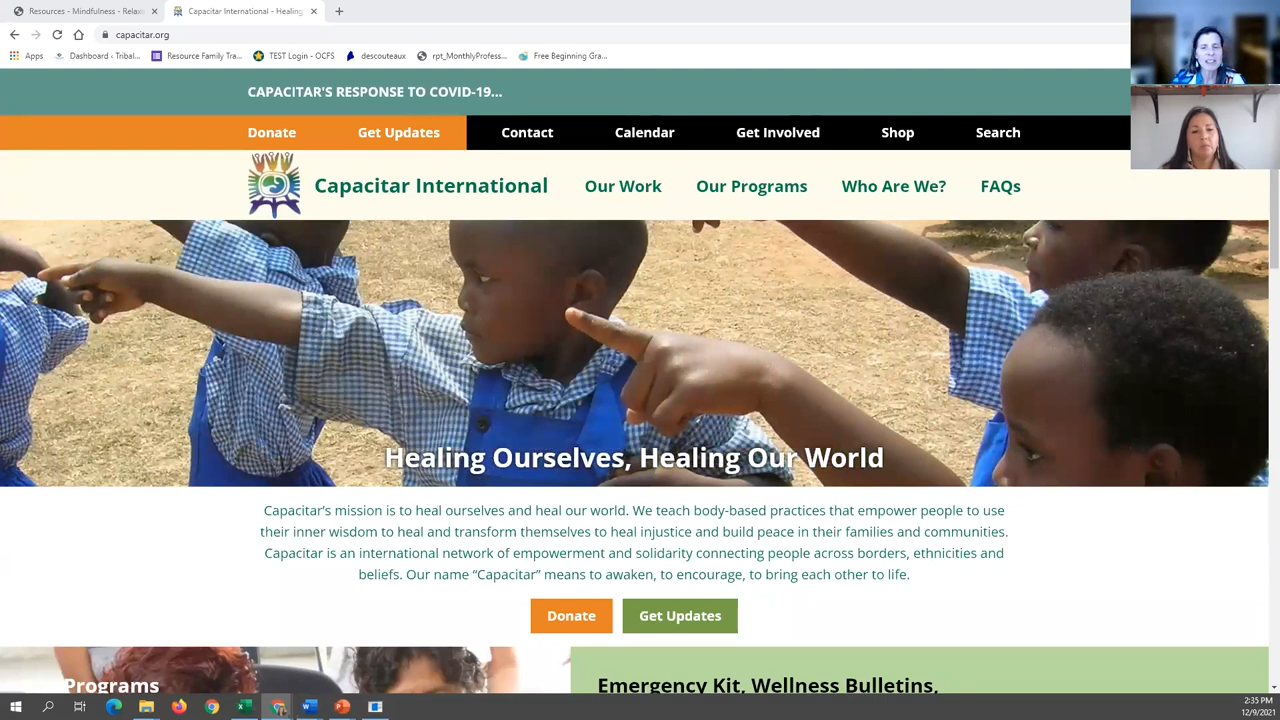 Resources - Mindfulness - Relax
Capacitar International - Healing
capacitar.org
Apps
Dashboard ‹ Tribal...
Resource Family Tra...
TEST Login - OCFS
descouteaux
rpt_MonthlyProfess...
Free Beginning Gra...
CAPACITAR'S RESPONSE TO COVID-19...
Donate
Get Updates
Contact
Calendar
Get Involved
Shop
Search
Capacitar International
Our Work
Our Programs
Who Are We?
FAQs
Healing Ourselves, Healing Our World
Capacitar’s mission is to heal ourselves and heal our world. We teach body-based practices that empower people to use
their inner wisdom to heal and transform themselves to heal injustice and build peace in their families and communities.
Capacitar is an international network of empowerment and solidarity connecting people across borders, ethnicities and
beliefs. Our name “Capacitar” means to awaken, to encourage, to bring each other to life.
Donate
Get Updates
Programs
Emergency Kit, Wellness Bulletins,
2:35 PM
12/9/2021